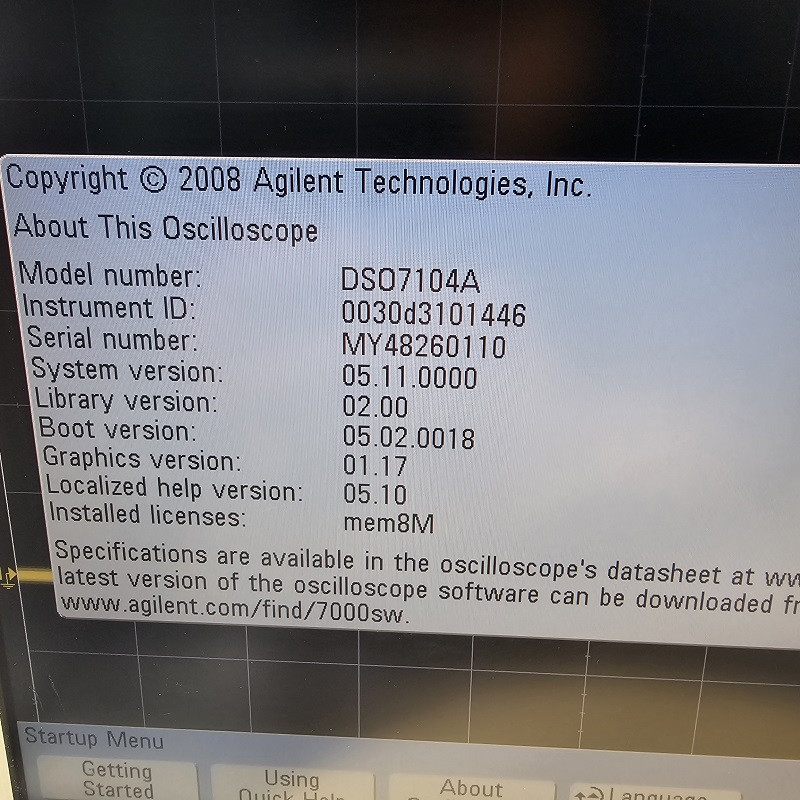 Copyright © 2008 Agilent Technologies, Inc.
About This Oscilloscope
Model number: DSO7104A
Instrument ID: 0030d3101446
Serial number: MY48260110
System version: 05.11.0000
Library version: 02.00
Boot version: 05.02.0018
Graphics version: 01.17
Localized help version: 05.10
Installed licenses: mem8M
Specifications are available in the oscilloscope's datasheet at
latest version of the oscilloscope software can be downloaded
www.agilent.com/find/7000sw.
Startup Menu
Getting Started
Using Quick Help
About
Language